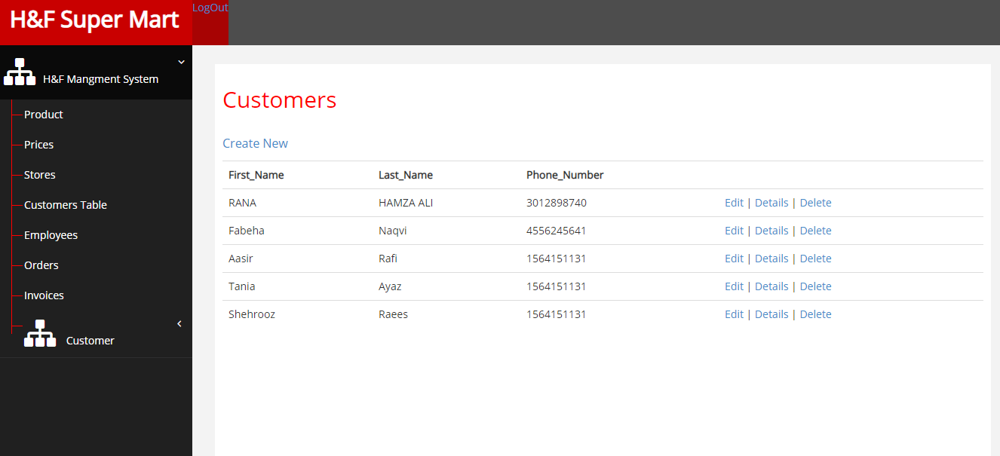 H&F Super Mart
LogOut
H&F Mangment System
Product
Prices
Stores
Customers Table
Employees
Orders
Invoices
Customer
Customers
Create New
First_Name Last_Name Phone_Number
RANA HAMZA ALI 3012898740 Edit | Details | Delete
Fabeha Naqvi 4556245641 Edit | Details | Delete
Aasir Rafi 1564151131 Edit | Details | Delete
Tania Ayaz 1564151131 Edit | Details | Delete
Shehrooz Raees 1564151131 Edit | Details | Delete